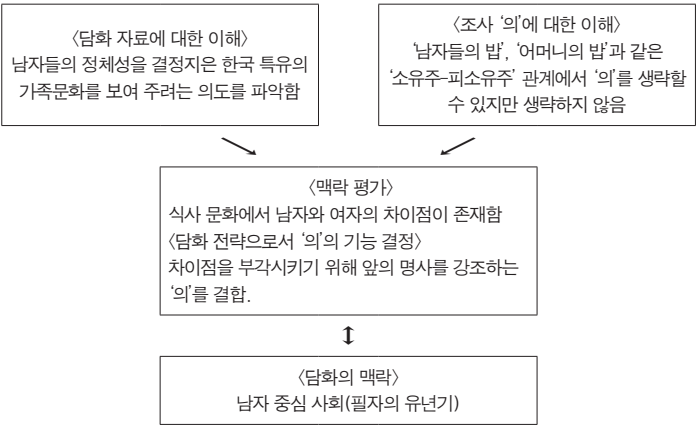 〈담화 자료에 대한 이해〉
남자들의 정체성을 결정지은 한국 특유의
가족문화를 보여 주려는 의도를 파악함
〈조사 ‘의’에 대한 이해〉
‘남자들의 밥’, ‘어머니의 밥’과 같은
‘소유주–피소유주’ 관계에서 ‘의’를 생략할
수 있지만 생략하지 않음
〈맥락 평가〉
식사 문화에서 남자와 여자의 차이점이 존재함
〈담화 전략으로서 ‘의’의 기능 결정〉
차이점을 부각시키기 위해 앞의 명사를 강조하는
‘의’를 결합.
〈담화의 맥락〉
남자 중심 사회(필자의 유년기)